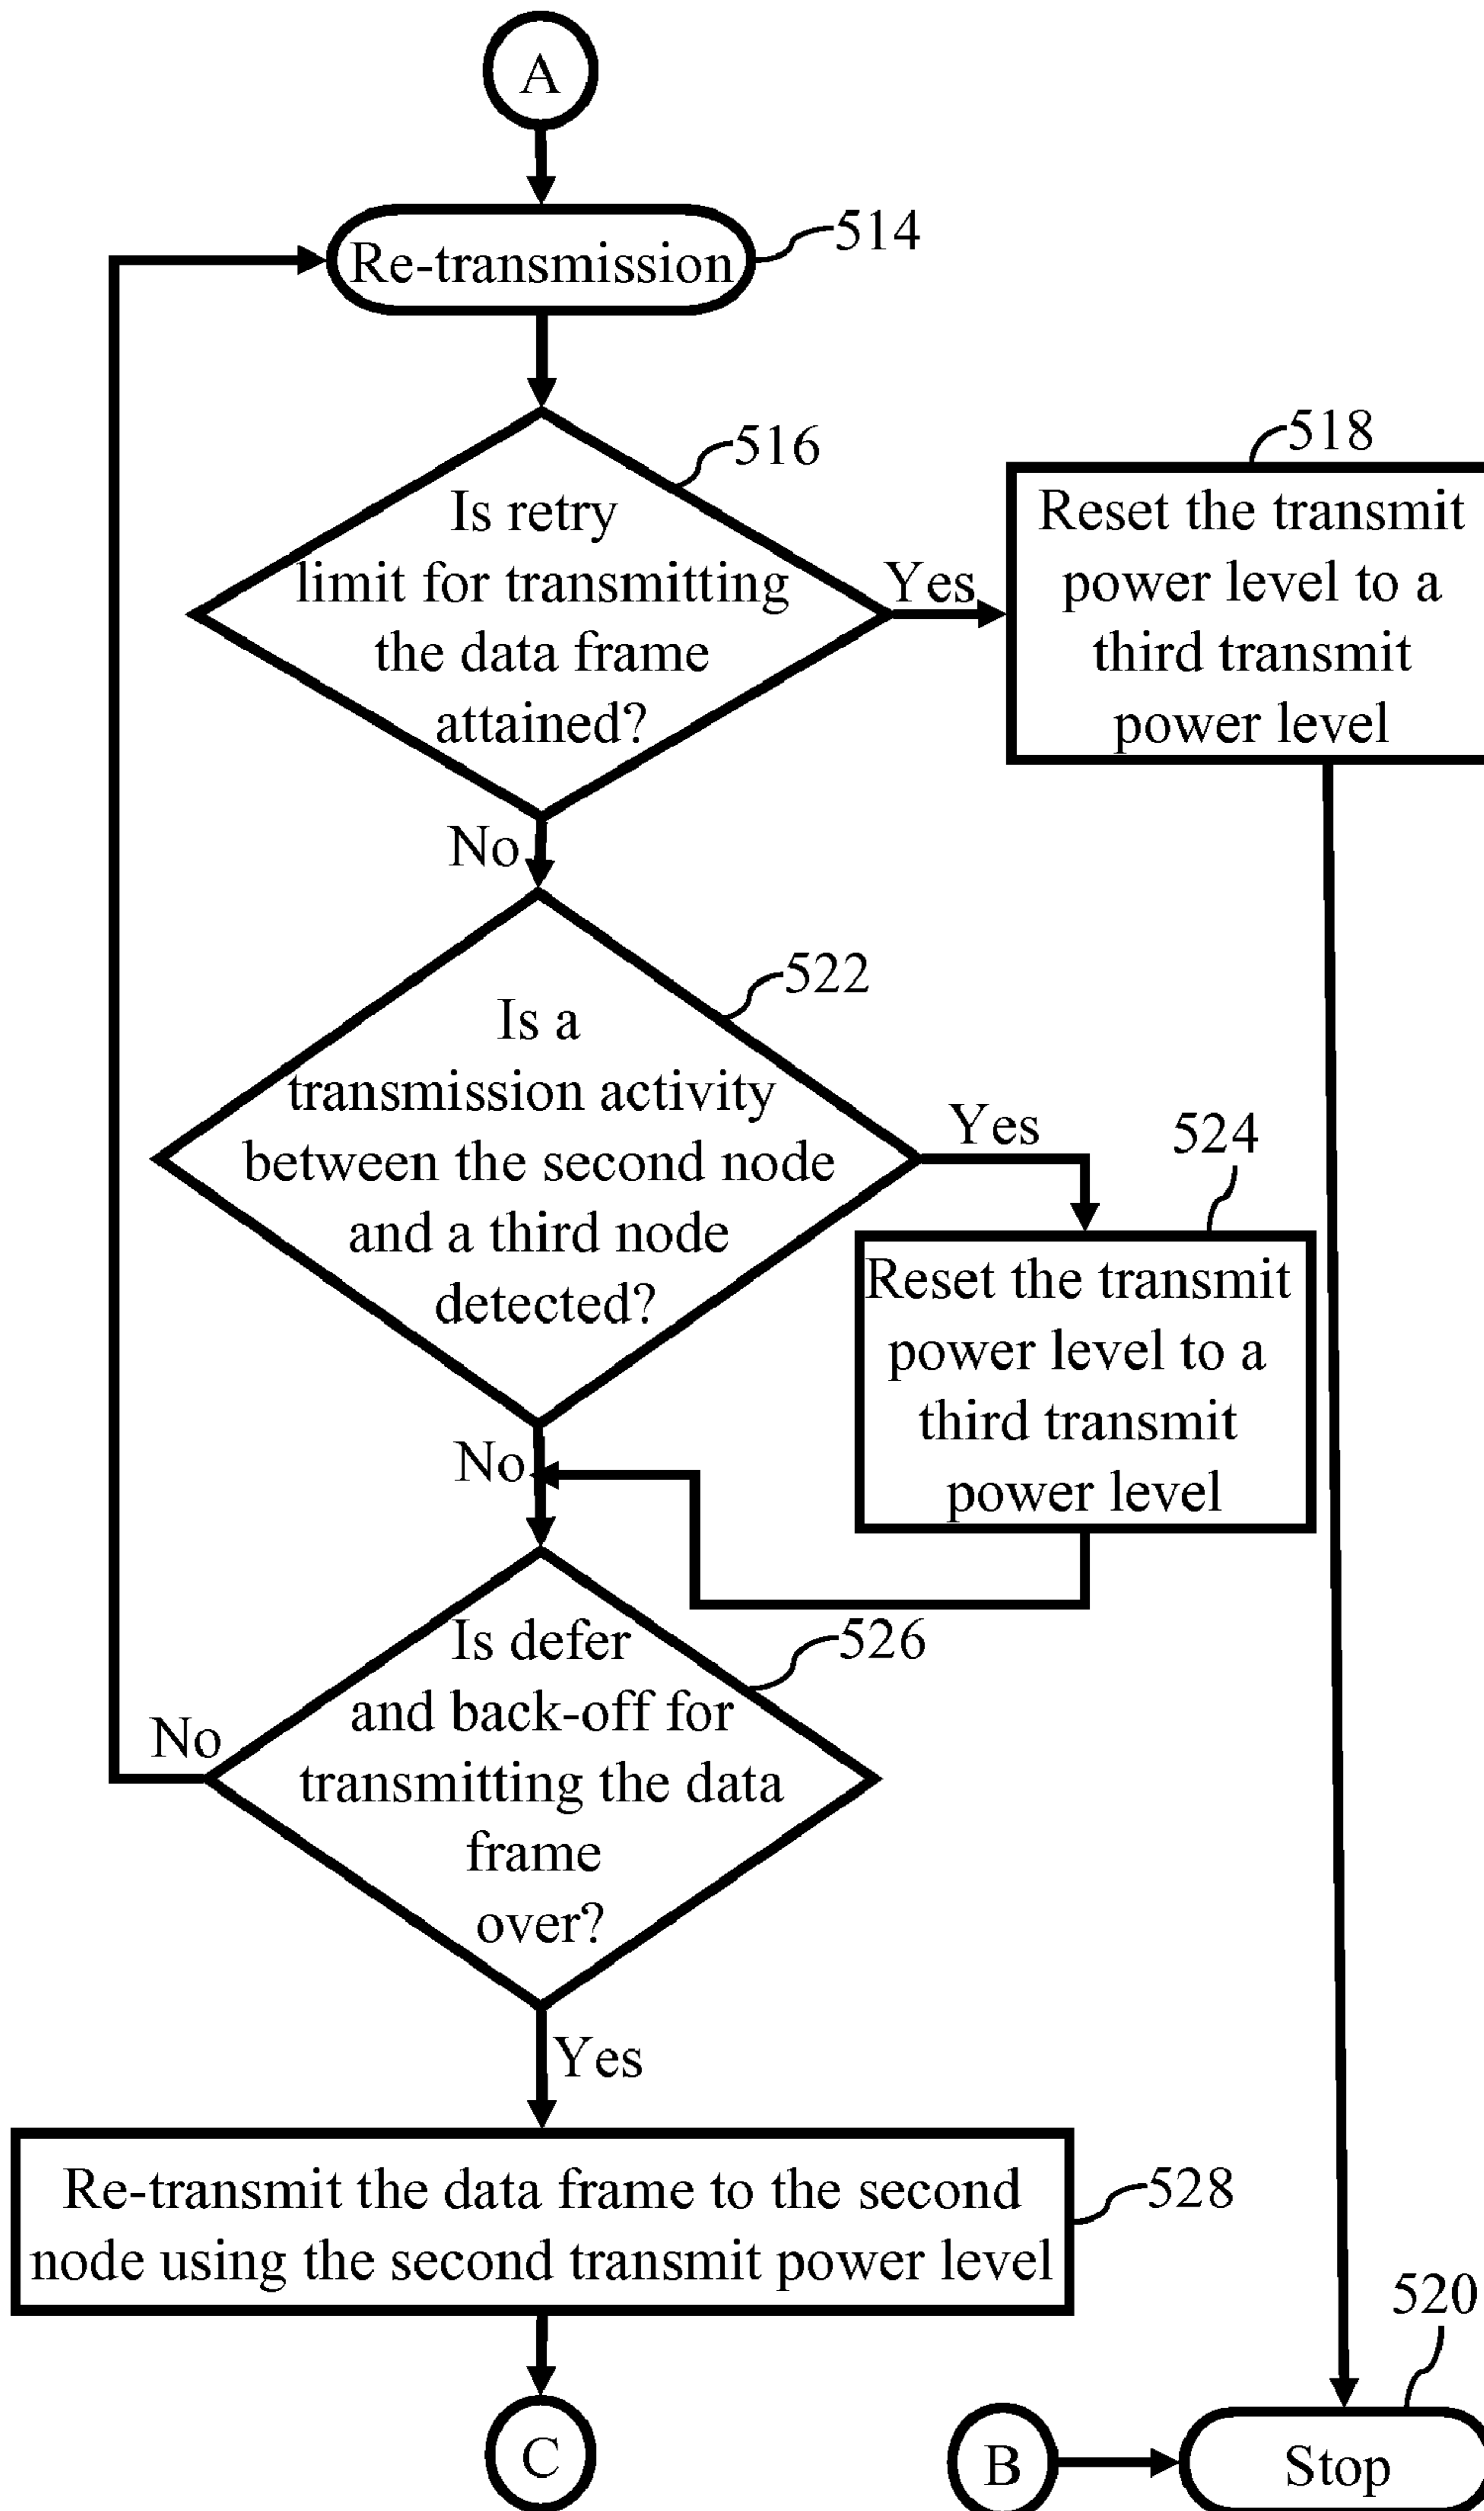 A
Re-transmission
514
516
Is retry
limit for transmitting
the data frame
attained?
Yes
518
Reset the transmit
power level to a
third transmit
power level
No
522
Is a
transmission activity
between the second node
and a third node
detected?
Yes
524
Reset the transmit
power level to a
third transmit
power level
No
526
Is defer
and back-off for
transmitting the data
frame
over?
No
Yes
Re-transmit the data frame to the second
node using the second transmit power level
528
520
C
B
Stop